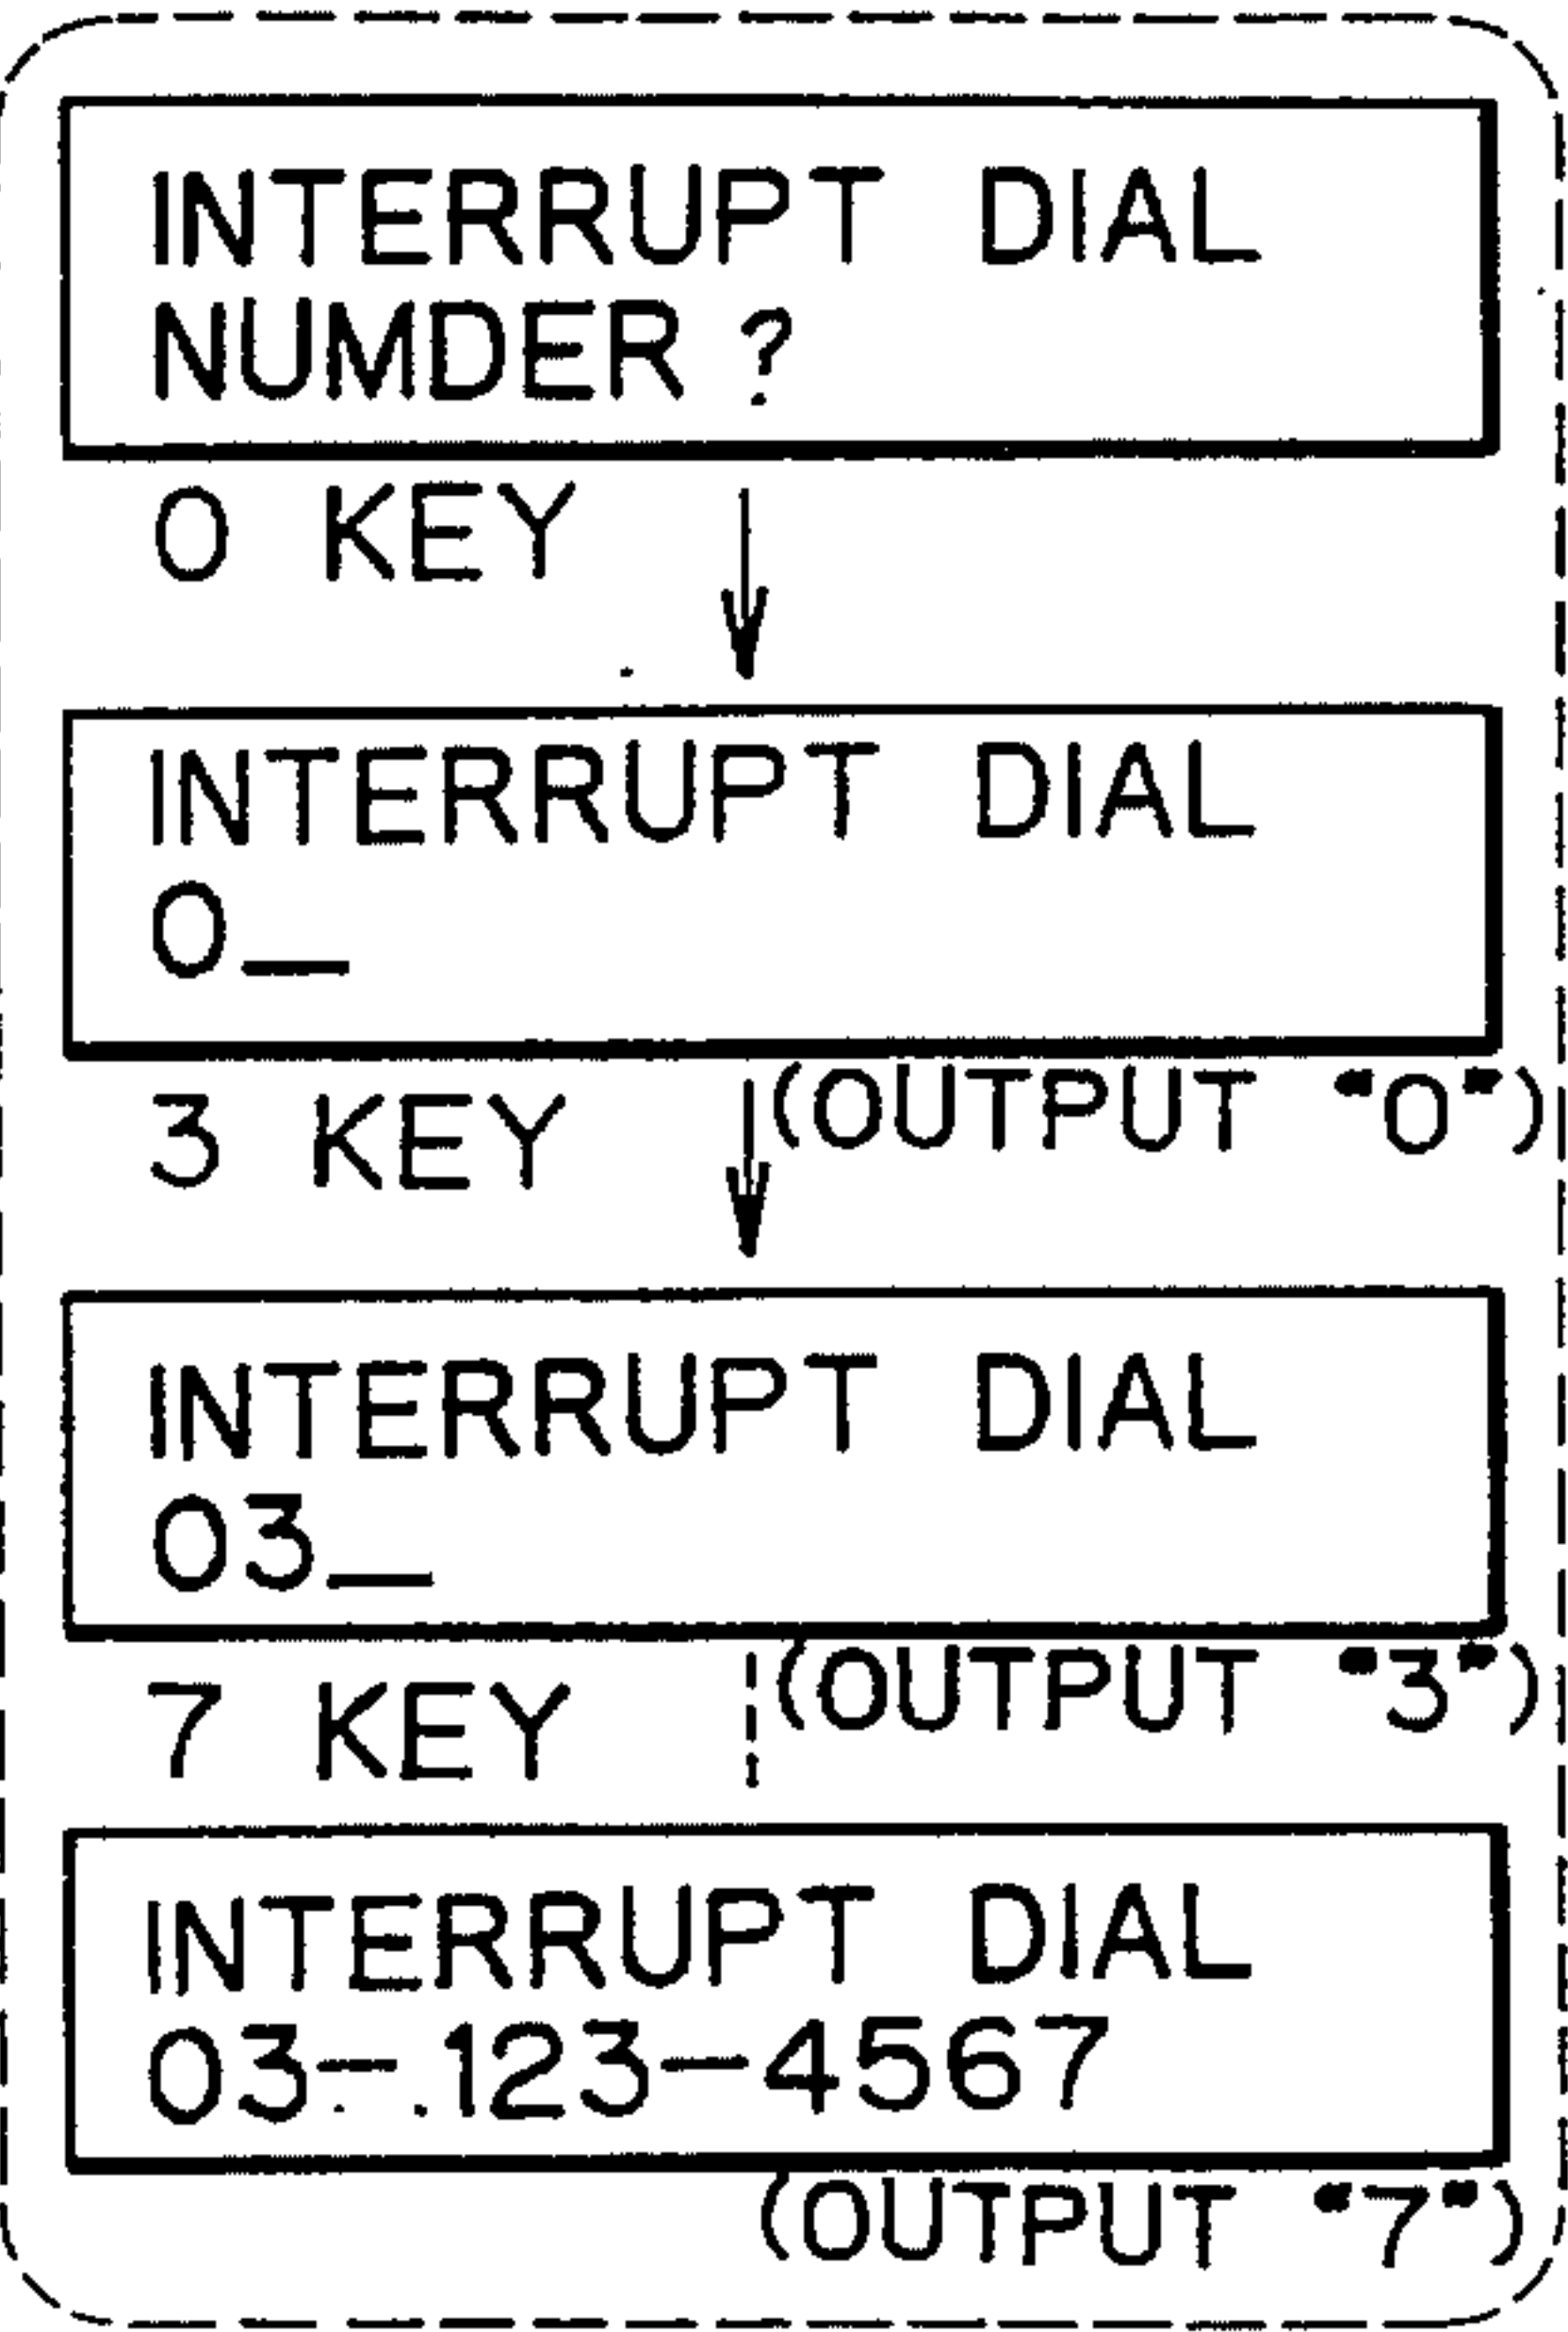 INTERRUPT DIAL
NUMDER ?
0 KEY
INTERRUPT DIAL
0_
3 KEY (OUTPUT "0")
INTERRUPT DIAL
03_
7 KEY (OUTPUT "3")
INTERRUPT DIAL
03-123-4567
(OUTPUT "7")